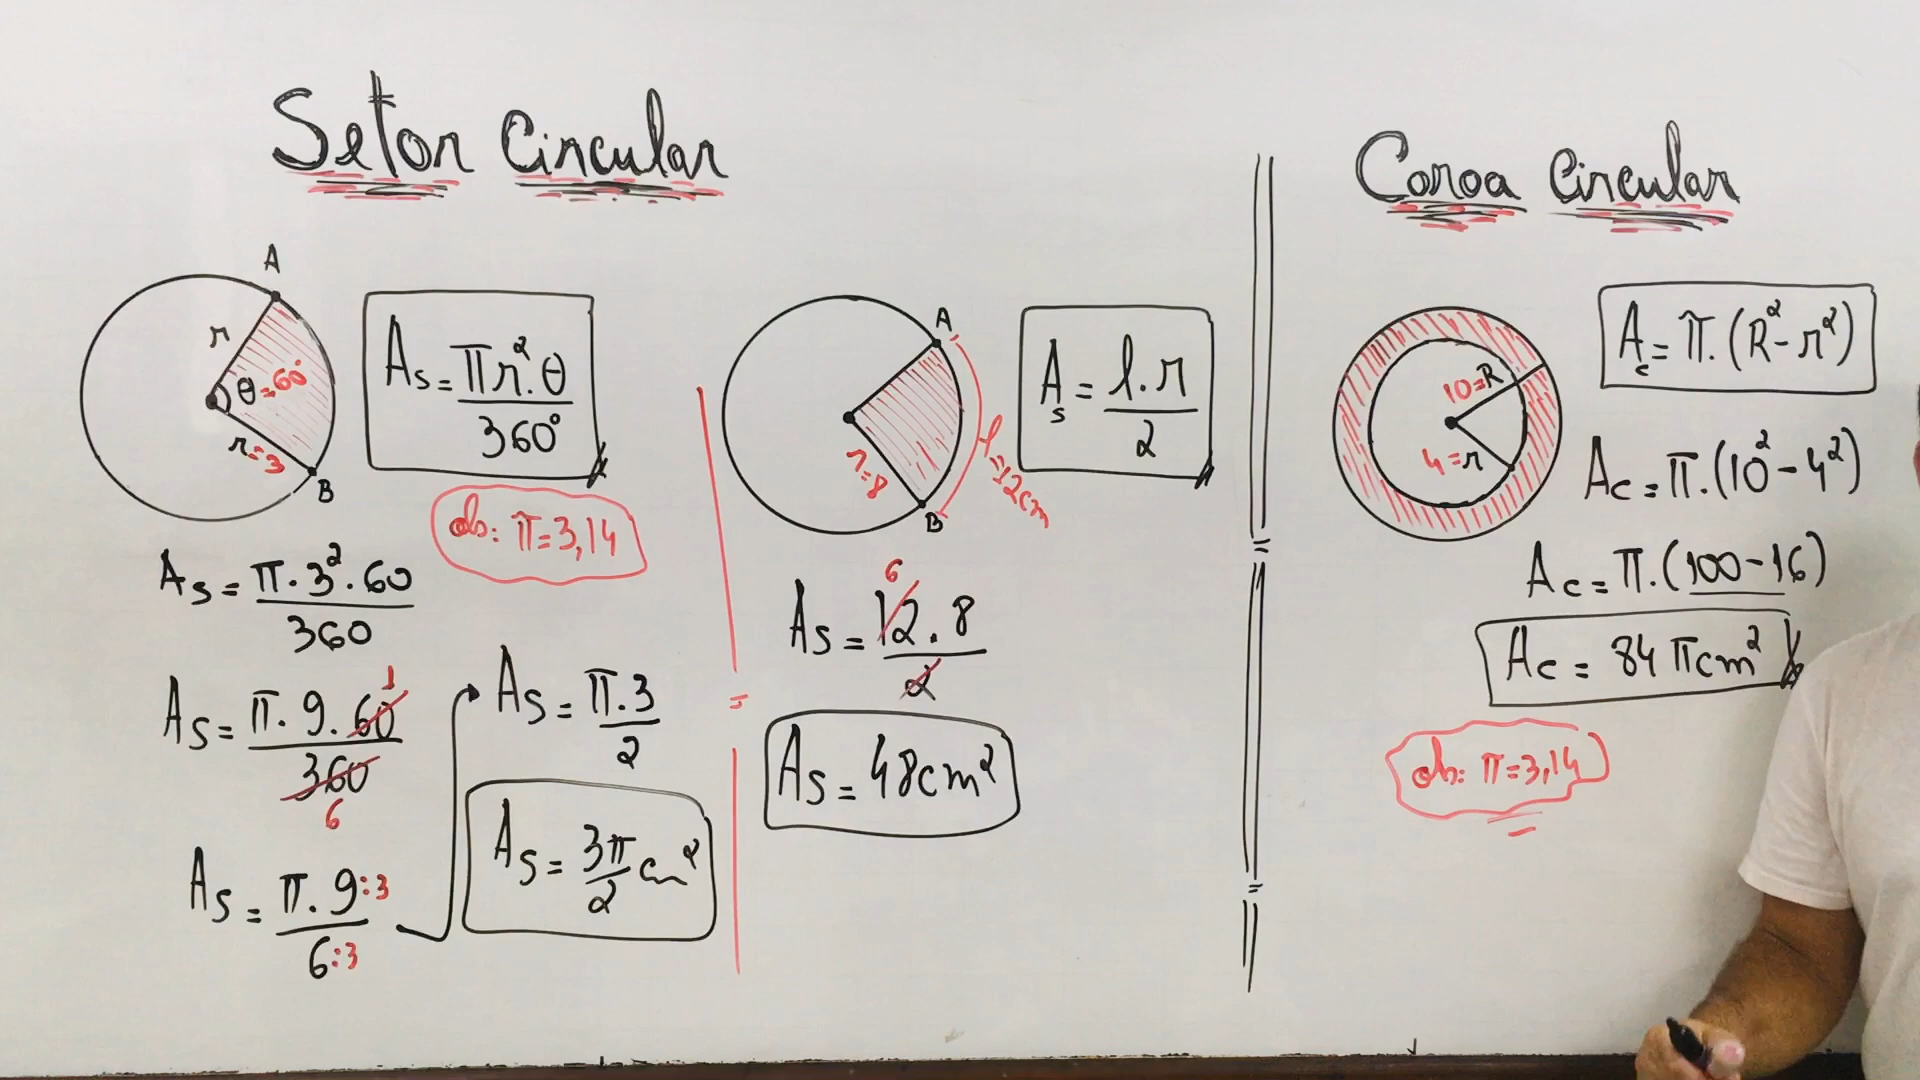 Setor Circular
A
r
θ=60°
r=3
B
As = πr².θ / 360°
ob: π=3,14
As = π.3².60 / 360
As = π.9.60 / 360
1
6
As = π.9:3 / 6:3
As = π.3 / 2
As = 3π/2 cm²
A
r=8
B
l=12cm
As = l.r / 2
6
As = 12.8 / 2
As = 48cm²
Coroa Circular
10=R
4=r
Ac = π.(R²-r²)
Ac = π.(10²-4²)
Ac = π.(100-16)
Ac = 84πcm²
ob: π=3,14